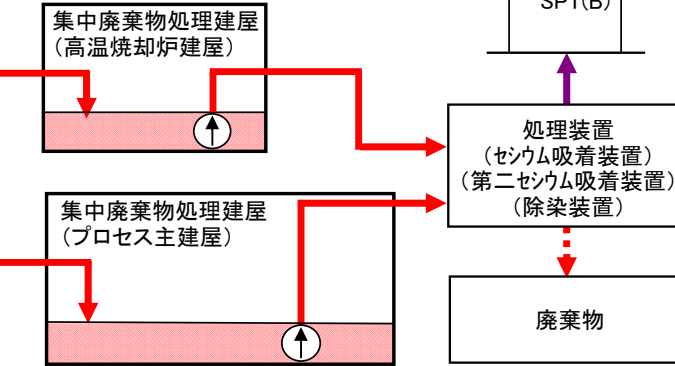 SPT(B)
集中廃棄物処理建屋
（高温焼却炉建屋）
処理装置
（セシウム吸着装置）
（第二セシウム吸着装置）
（除染装置）
集中廃棄物処理建屋
（プロセス主建屋）
廃棄物